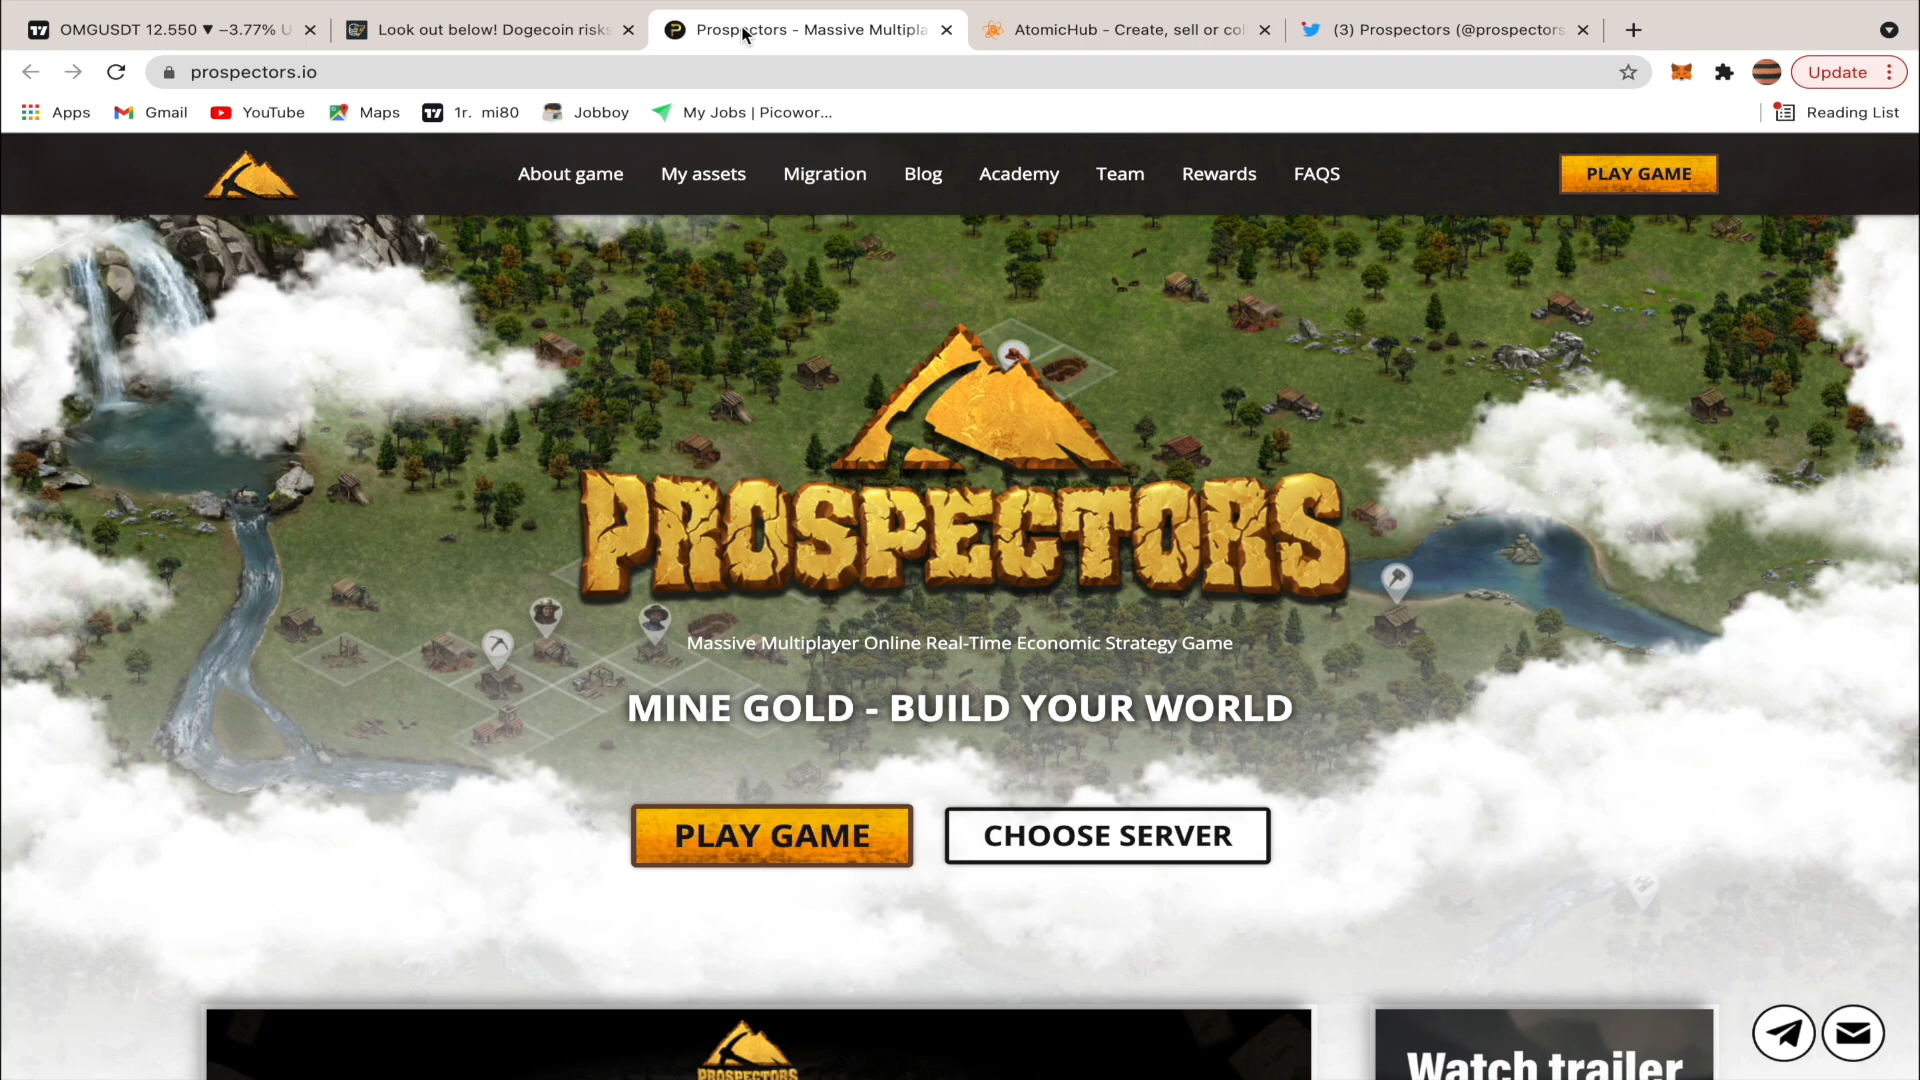 OMGUSDT 12.550 ▼ −3.77% U
Look out below! Dogecoin risks
Prospectors - Massive Multipla
AtomicHub - Create, sell or col
(3) Prospectors (@prospectors
prospectors.io
Update
Apps
Gmail
YouTube
Maps
1r. mi80
Jobboy
My Jobs | Picowor...
Reading List
About game
My assets
Migration
Blog
Academy
Team
Rewards
FAQS
PLAY GAME
PROSPECTORS
Massive Multiplayer Online Real-Time Economic Strategy Game
MINE GOLD - BUILD YOUR WORLD
PLAY GAME
CHOOSE SERVER
PROSPECTORS
Watch trailer